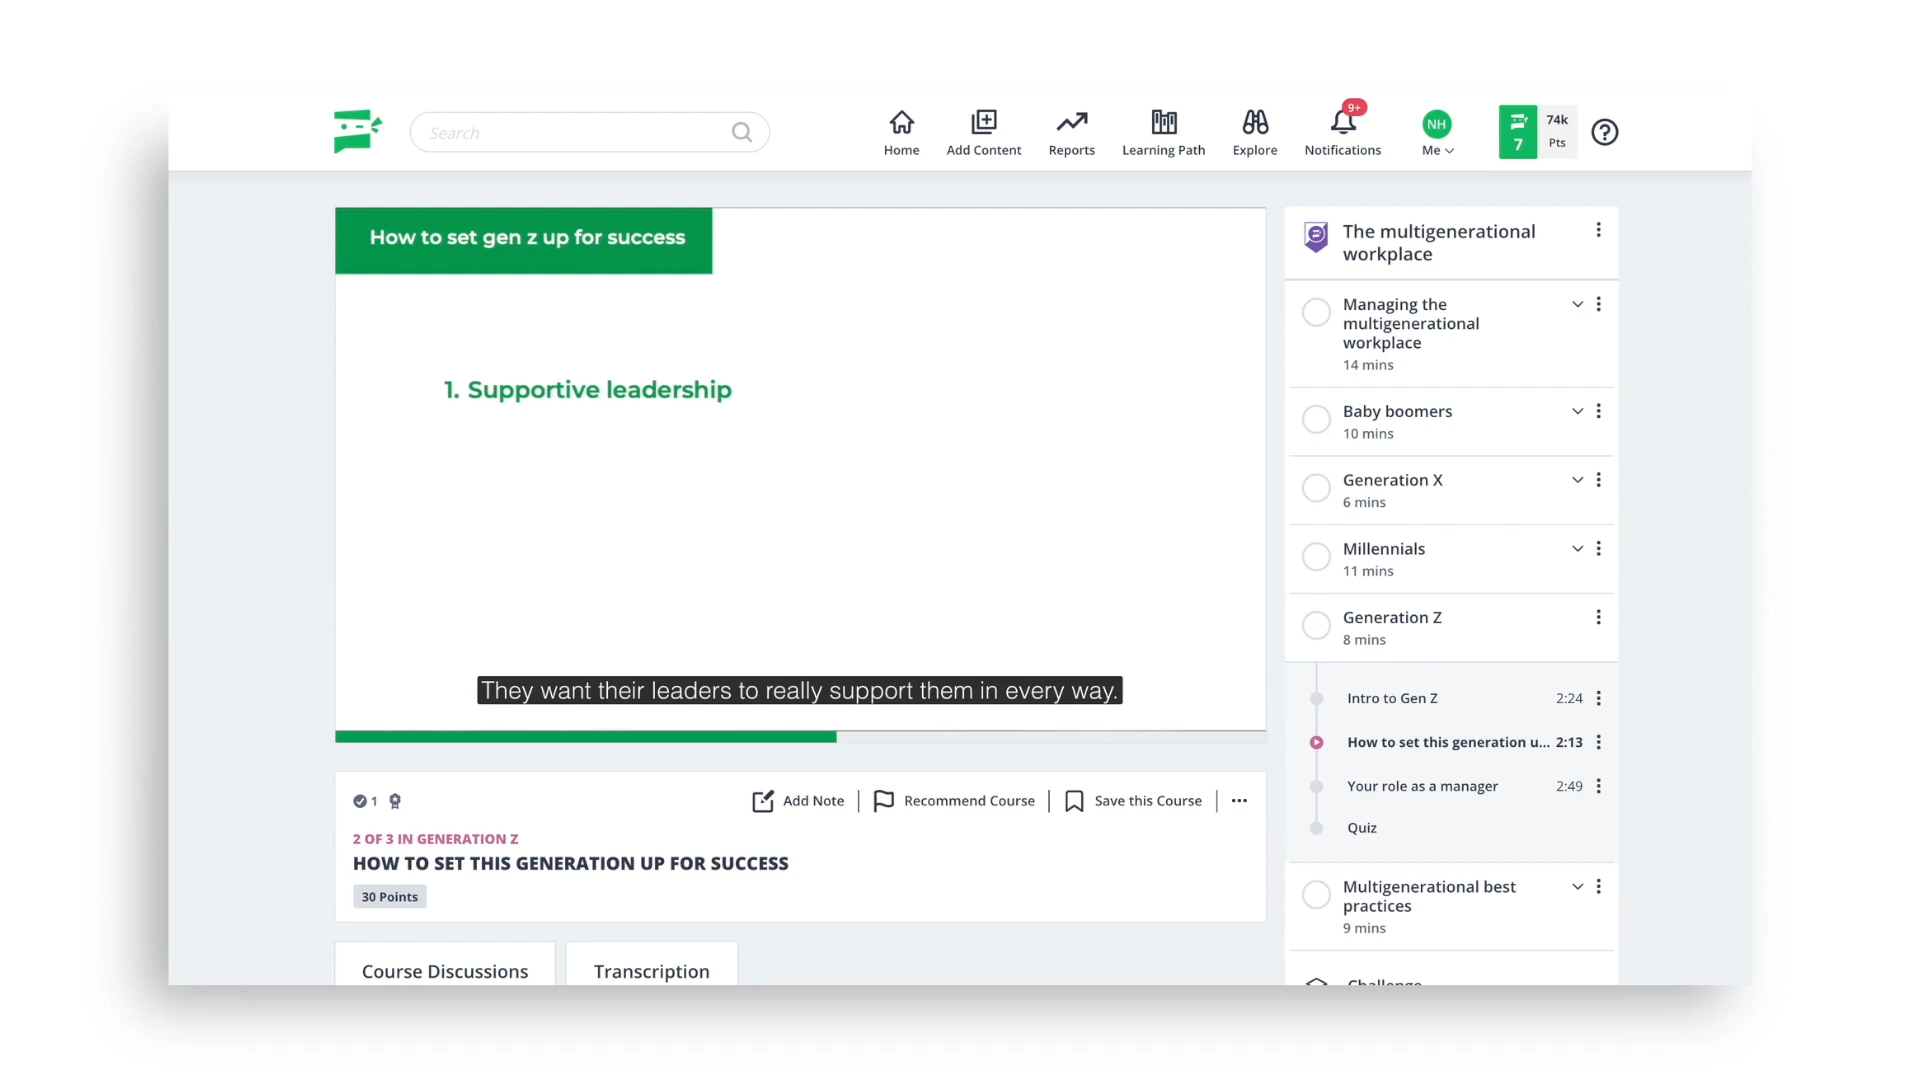 Search
Home
Add Content
Reports
Learning Path
Explore
9+
Notifications
NH
Me
7
74k
Pts
How to set gen z up for success
1. Supportive leadership
They want their leaders to really support them in every way.
1
Add Note
Recommend Course
Save this Course
2 OF 3 IN GENERATION Z
HOW TO SET THIS GENERATION UP FOR SUCCESS
30 Points
Course Discussions
Transcription
The multigenerational
workplace
Managing the
multigenerational
workplace
14 mins
Baby boomers
10 mins
Generation X
6 mins
Millennials
11 mins
Generation Z
8 mins
Intro to Gen Z 2:24
How to set this generation u... 2:13
Your role as a manager 2:49
Quiz
Multigenerational best
practices
9 mins
Challenge